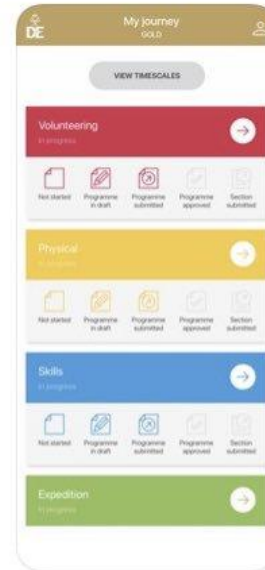 DE
My journey
GOLD
VIEW TIMESCALES
Volunteering
In progress
Not started
Programme in draft
Programme submitted
Programme approved
Section submitted
Physical
In progress
Not started
Programme in draft
Programme submitted
Programme approved
Section submitted
Skills
In progress
Not started
Programme in draft
Programme submitted
Programme approved
Section submitted
Expedition
In progress